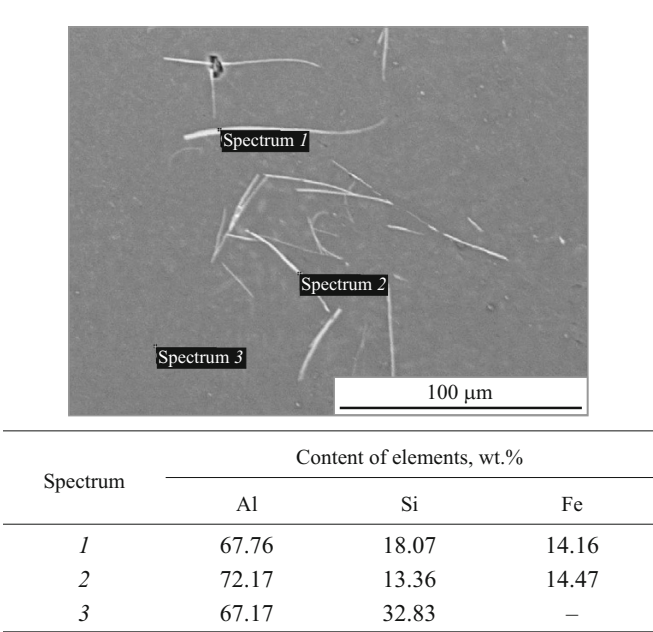 Spectrum 1
Spectrum 2
Spectrum 3
100 μm
Content of elements, wt.%
Spectrum
Al Si Fe
1 67.76 18.07 14.16
2 72.17 13.36 14.47
3 67.17 32.83 –